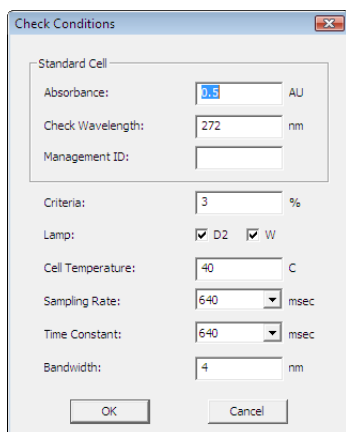 Check Conditions
Standard Cell
Absorbance: 0.5 AU
Check Wavelength: 272 nm
Management ID:
Criteria: 3 %
Lamp: D2 W
Cell Temperature: 40 C
Sampling Rate: 640 msec
Time Constant: 640 msec
Bandwidth: 4 nm
OK Cancel